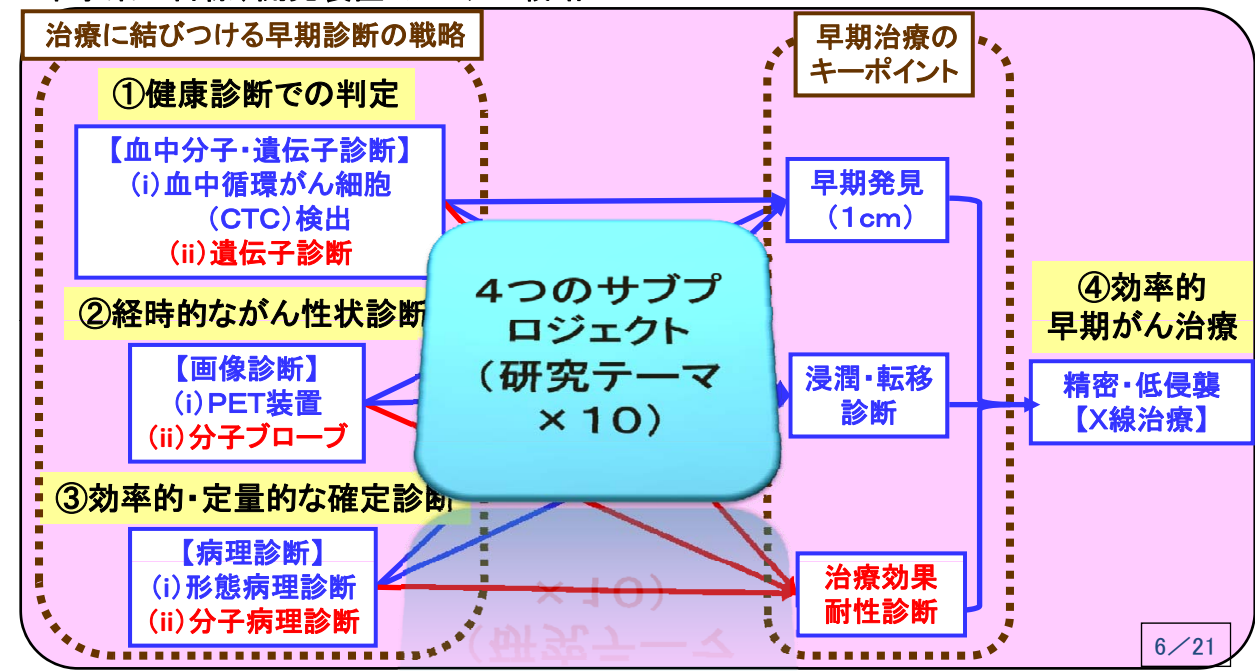 治療に結びつける早期診断の戦略
①健康診断での判定
【血中分子・遺伝子診断】
(i)血中循環がん細胞
(CTC)検出
(ii)遺伝子診断
②経時的ながん性状診断
【画像診断】
(i)PET装置
(ii)分子プローブ
③効率的・定量的な確定診断
【病理診断】
(i)形態病理診断
(ii)分子病理診断
4つのサブプ
ロジェクト
(研究テーマ
×10)
早期治療の
キーポイント
早期発見
(1cm)
浸潤・転移
診断
治療効果
耐性診断
④効率的
早期がん治療
精密・低侵襲
【X線治療】
6/21